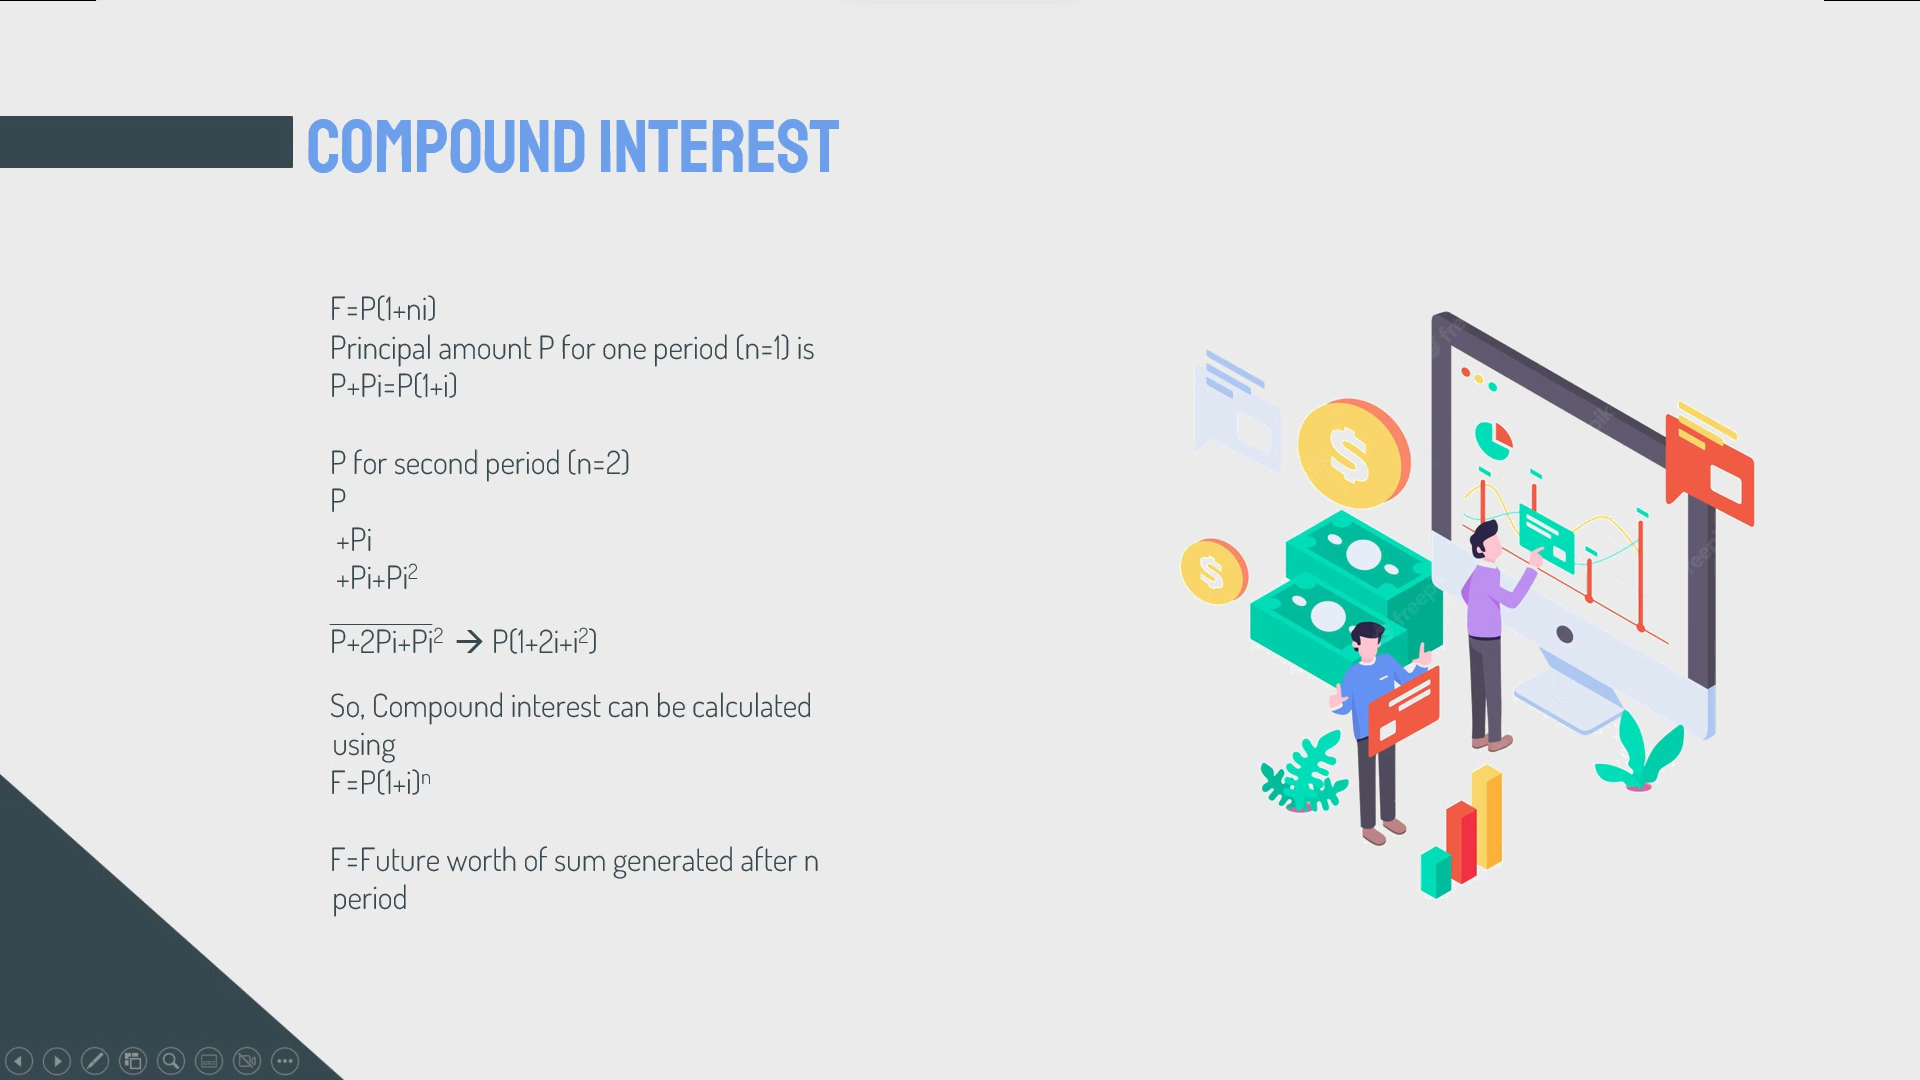 COMPOUND INTEREST
F=P(1+ni)
Principal amount P for one period (n=1) is
P+Pi=P(1+i)
P for second period (n=2)
P
+Pi
+Pi+Pi²
P+2Pi+Pi² → P(1+2i+i²)
So, Compound interest can be calculated
using
F=P(1+i)ⁿ
F=Future worth of sum generated after n
period